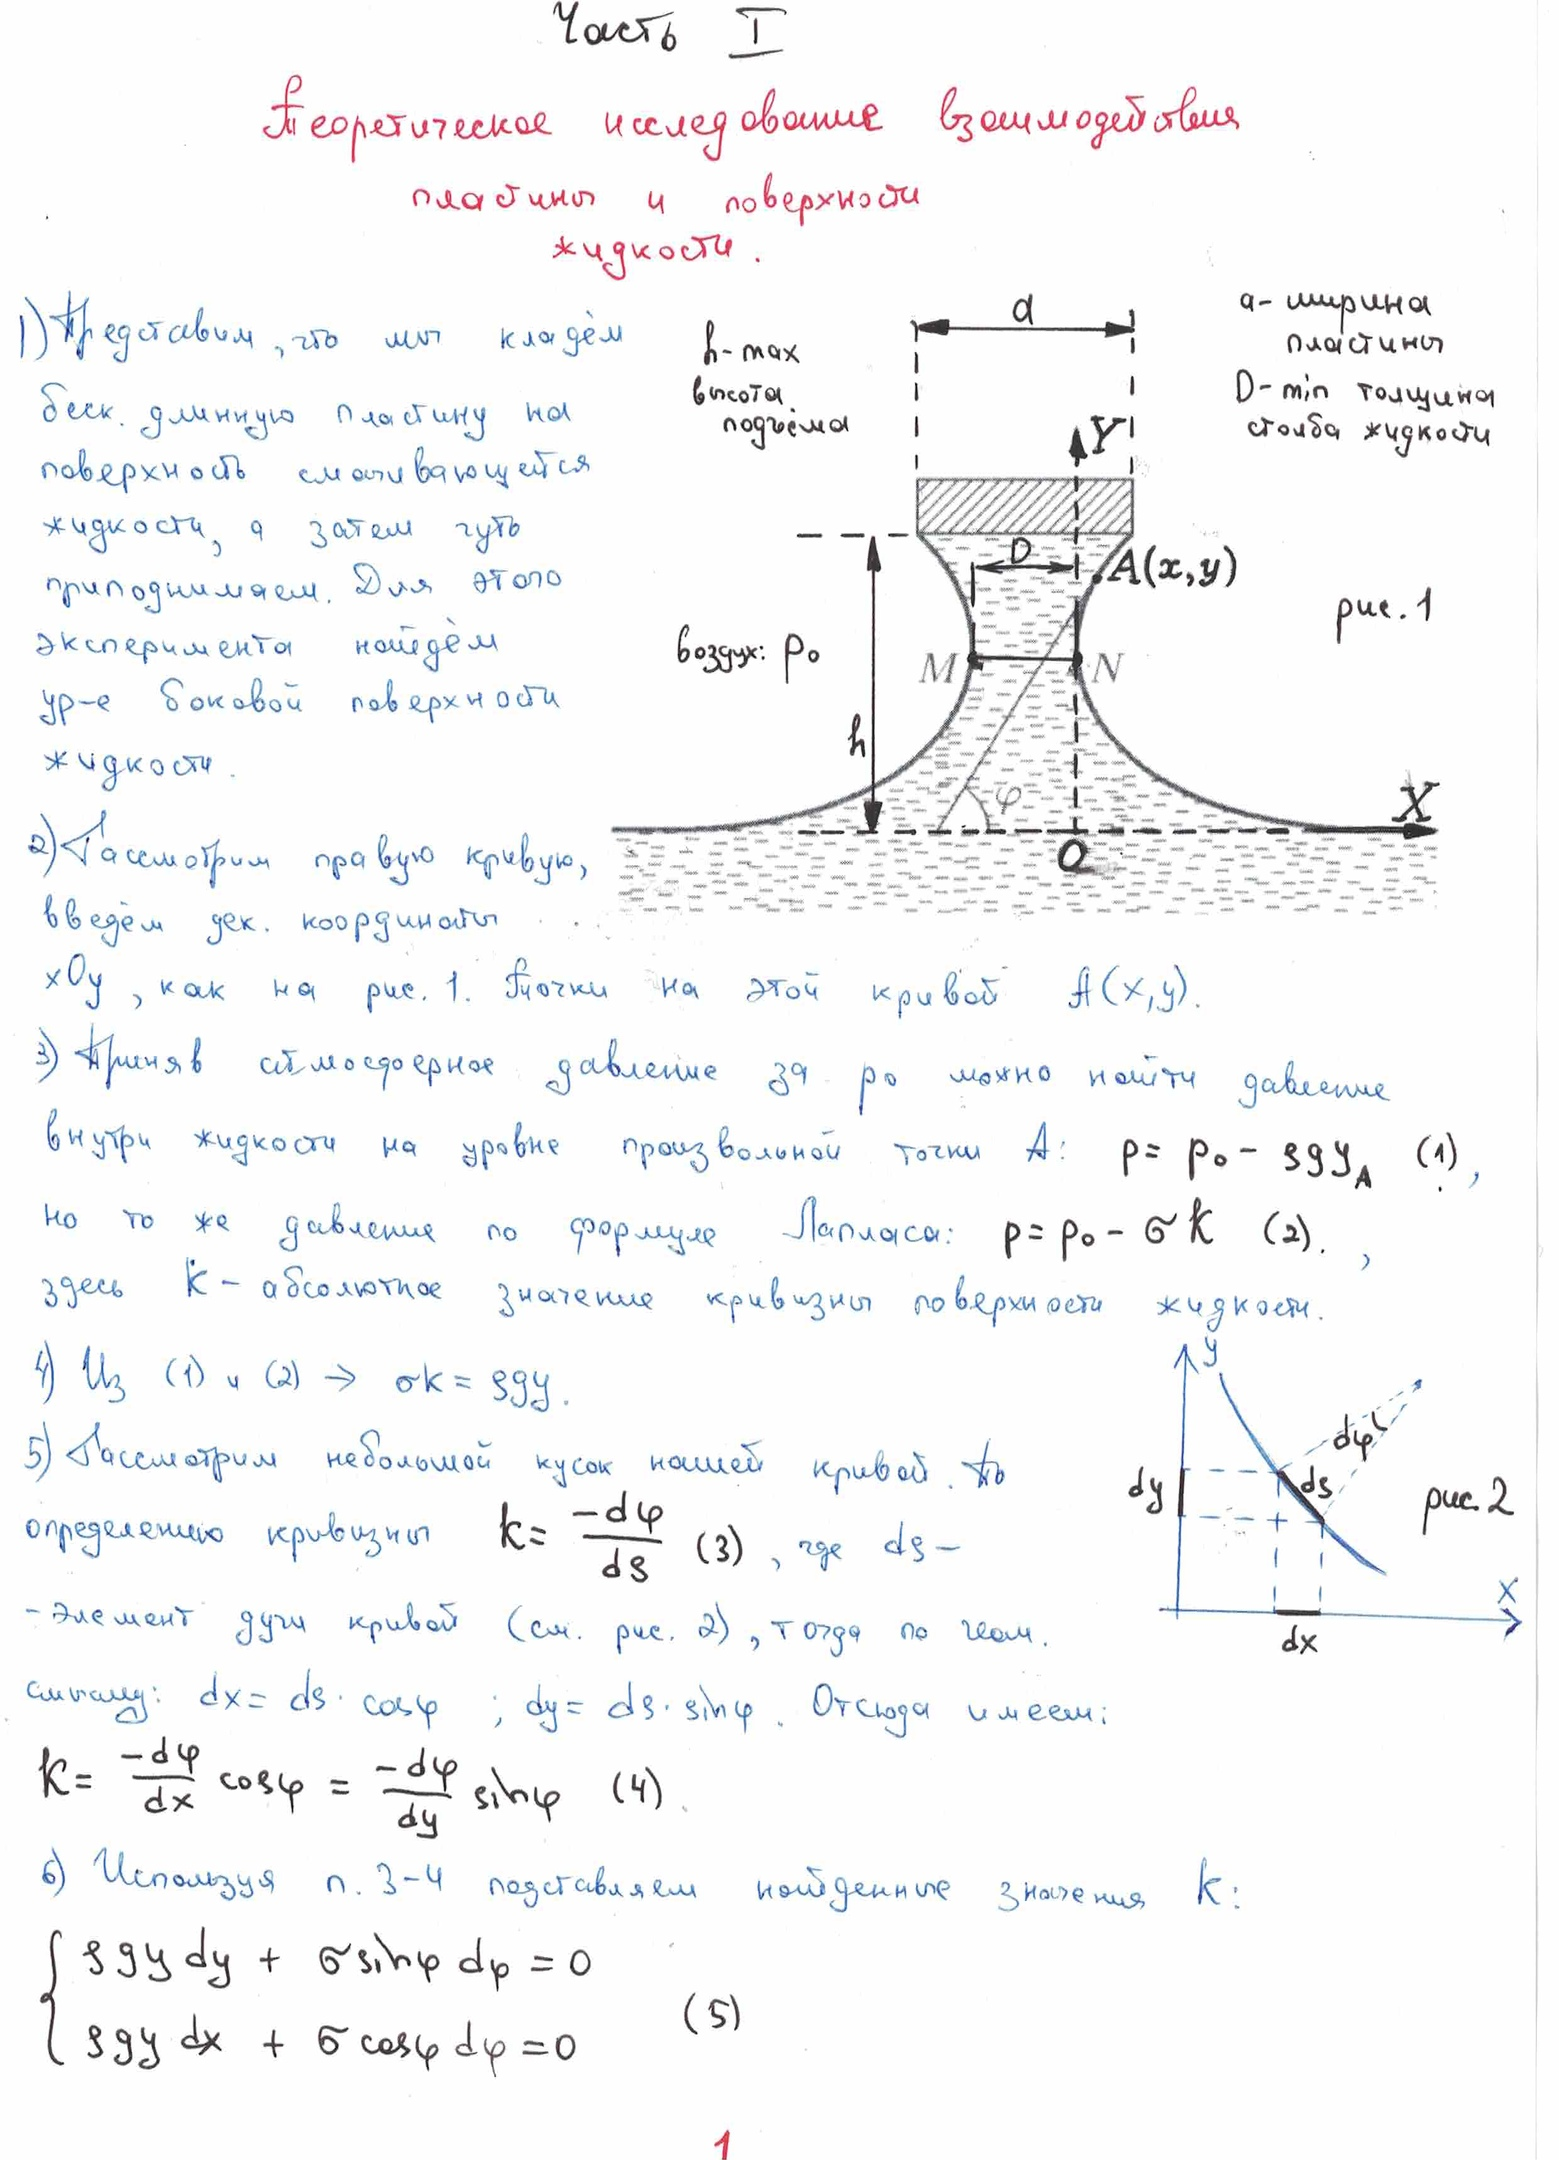 Часть I
Теоретическое исследование взаимодействия
пластины и поверхности
жидкости.
1) Представим, что мы кладём
беск. длинную пластину на
поверхность смачивающейся
жидкости, а затем чуть
приподнимаем. Для этого
эксперимента найдём
ур-е боковой поверхности
жидкости.
h - max
высота
подъёма
a
a - ширина
пластины
D - min толщина
столба жидкости
Y
D
A(x,y)
рис. 1
воздух: p₀
M
N
h
φ
X
O
2) Рассмотрим правую кривую,
введём дек. координаты
xOy, как на рис. 1. Точки на этой кривой A(x,y).
3) Приняв атмосферное давление за p₀ можно найти давление
внутри жидкости на уровне произвольной точки A: p = p₀ - ρgy_A (1),
но то же давление по формуле Лапласа: p = p₀ - σk (2).,
здесь k - абсолютное значение кривизны поверхности жидкости.
4) Из (1) и (2) → σk = ρgy.
5) Рассмотрим небольшой кусок нашей кривой. По
определению кривизны k = -dφ/ds (3), где ds -
- элемент дуги кривой (см. рис. 2), тогда по геом.
смыслу: dx = ds · cosφ ; dy = ds · sinφ. Отсюда имеем:
k = -dφ/dx cosφ = -dφ/dy sinφ (4).
y
dφ
ds
dy
рис. 2
x
dx
6) Используя п. 3-4 подставляем найденные значения k:
ρgy dy + σ sinφ dφ = 0
ρgy dx + σ cosφ dφ = 0
(5)
1